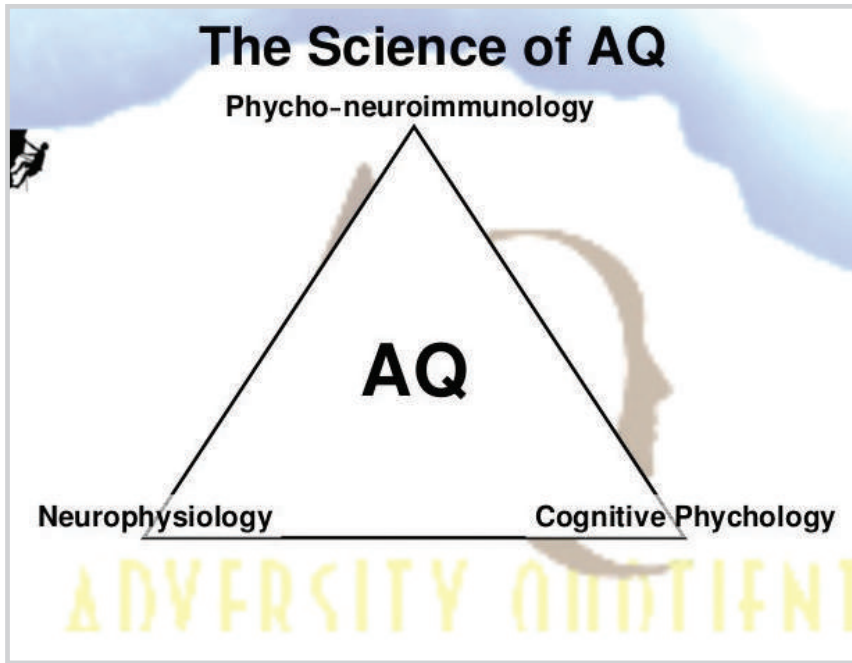 The Science of AQ
Phycho-neuroimmunology
AQ
Neurophysiology
Cognitive Phychology
ADVERSITY QUOTIENT